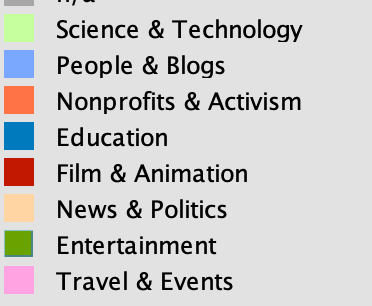 n/a
Science & Technology
People & Blogs
Nonprofits & Activism
Education
Film & Animation
News & Politics
Entertainment
Travel & Events